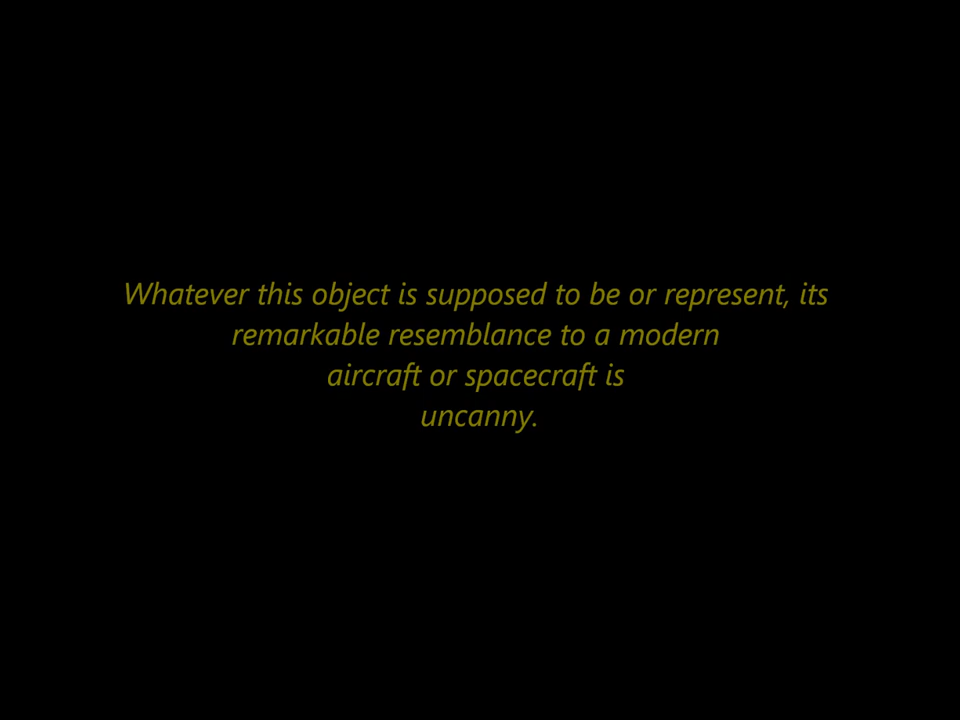 Whatever this object is supposed to be or represent, its
remarkable resemblance to a modern
aircraft or spacecraft is
uncanny.